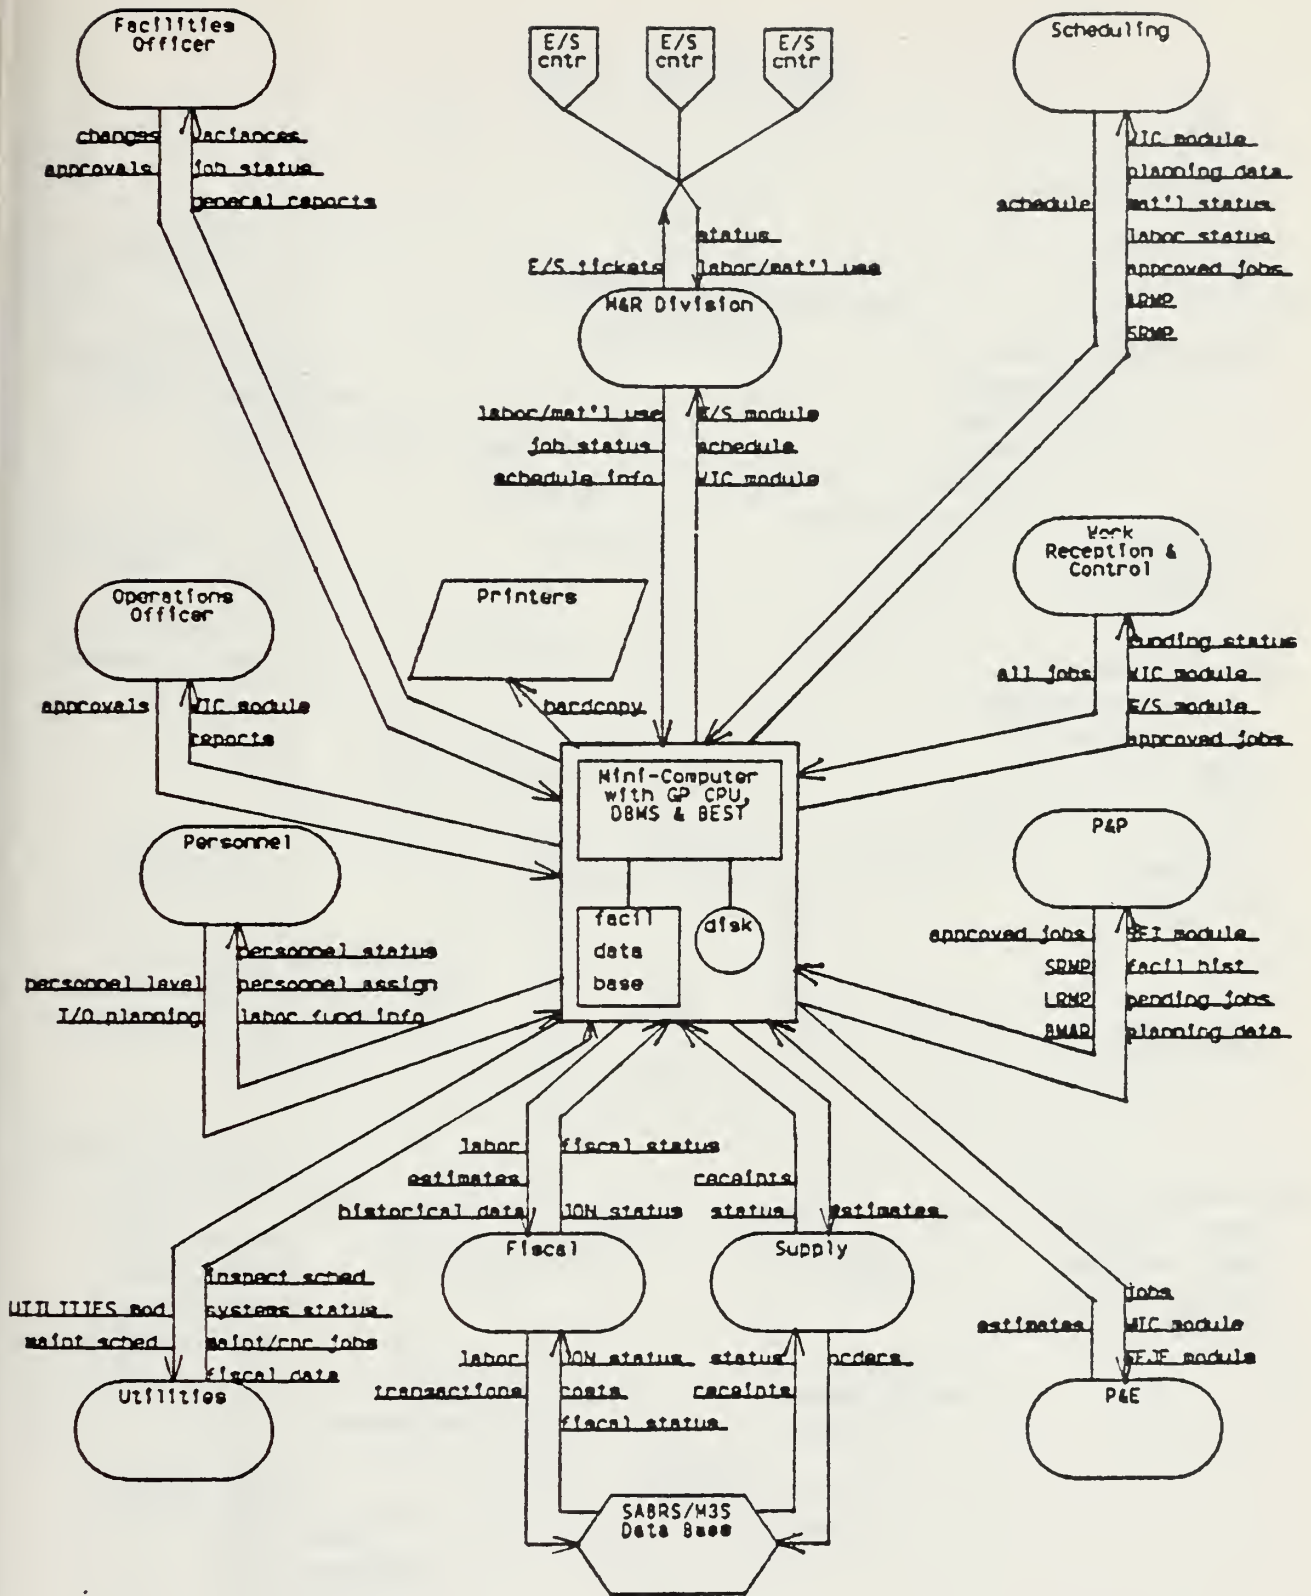 Facilities
Officer
E/S
cntr
E/S
cntr
E/S
cntr
Scheduling
changes
variances
approvals
job status
general reports
WIC module
planning data
schedule
mat'l status
labor status
approved jobs
LRMP
SRMP
status
E/S tickets
labor/mat'l use
M&R Division
labor/mat'l use
E/S module
job status
schedule
schedule info
WIC module
Work
Reception &
Control
Operations
Officer
Printers
funding status
all jobs
WIC module
E/S module
approved jobs
approvals
WIC module
reports
hardcopy
Mini-Computer
with GP CPU,
DBMS & BEST
Personnel
P&P
facil
data
base
disk
personnel status
personnel level
personnel assign
I/O planning
labor fund info
approved jobs
module
SRMP
facil hist
LRMP
pending jobs
BMAR
planning data
labor
fiscal status
estimates
historical data
JON status
receipts
status
estimates
Fiscal
Supply
inspect sched
UTILITIES mod
systems status
maint sched
maint/cnr jobs
fiscal data
Utilities
jobs
estimates
WIC module
module
P&E
labor
JON status
transactions
costs
fiscal status
status
orders
receipts
SABRS/M3S
Data Base